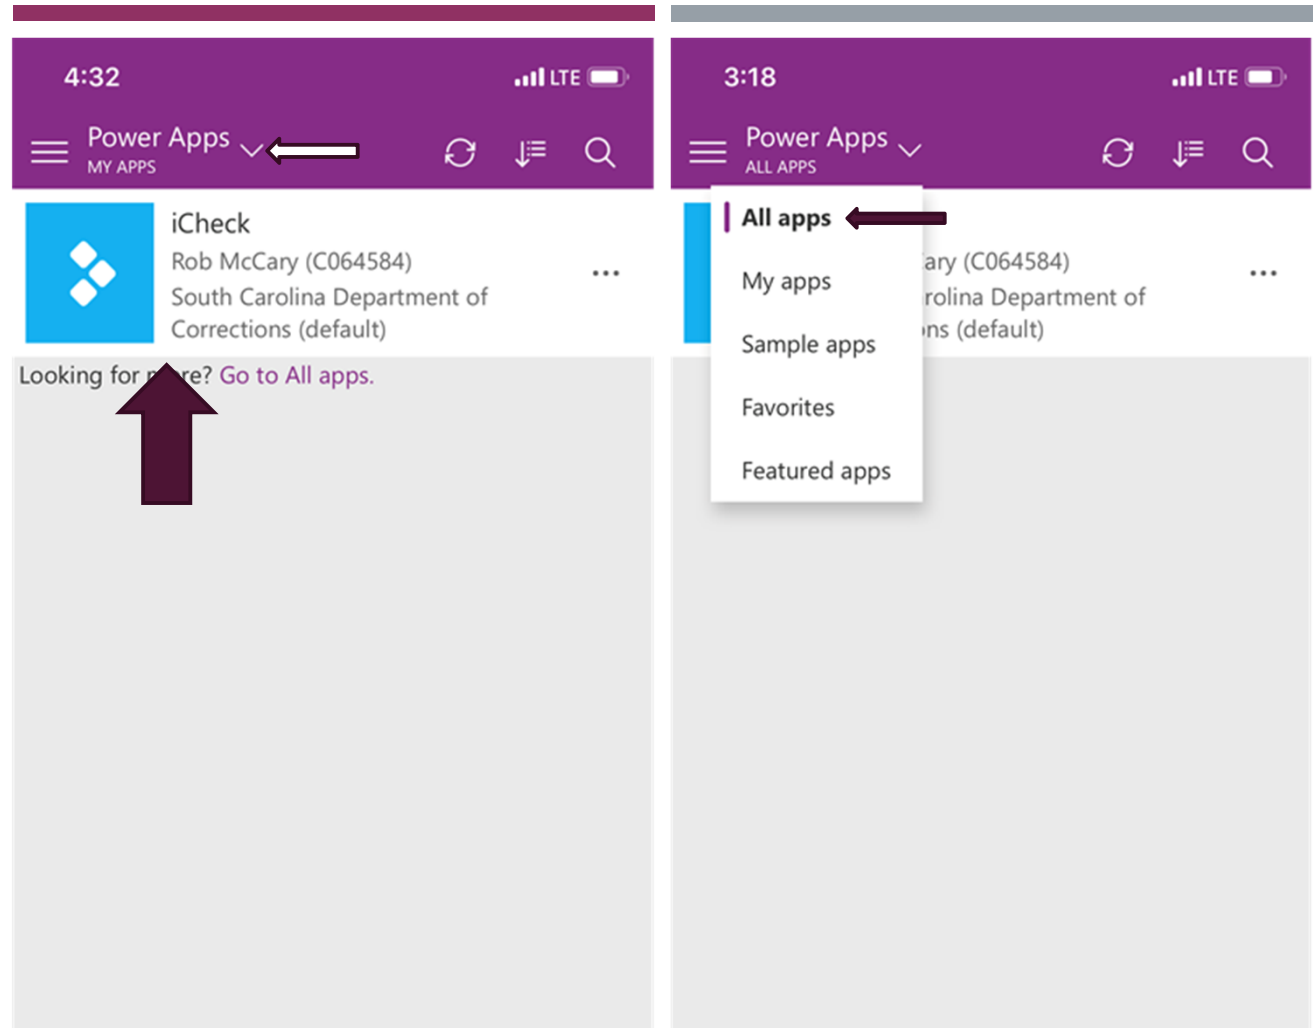 4:32
LTE
Power Apps
MY APPS
iCheck
Rob McCary (C064584)
South Carolina Department of
Corrections (default)
Looking for more? Go to All apps.
3:18
LTE
Power Apps
ALL APPS
All apps
ary (C064584)
My apps
rolina Department of
ns (default)
Sample apps
Favorites
Featured apps